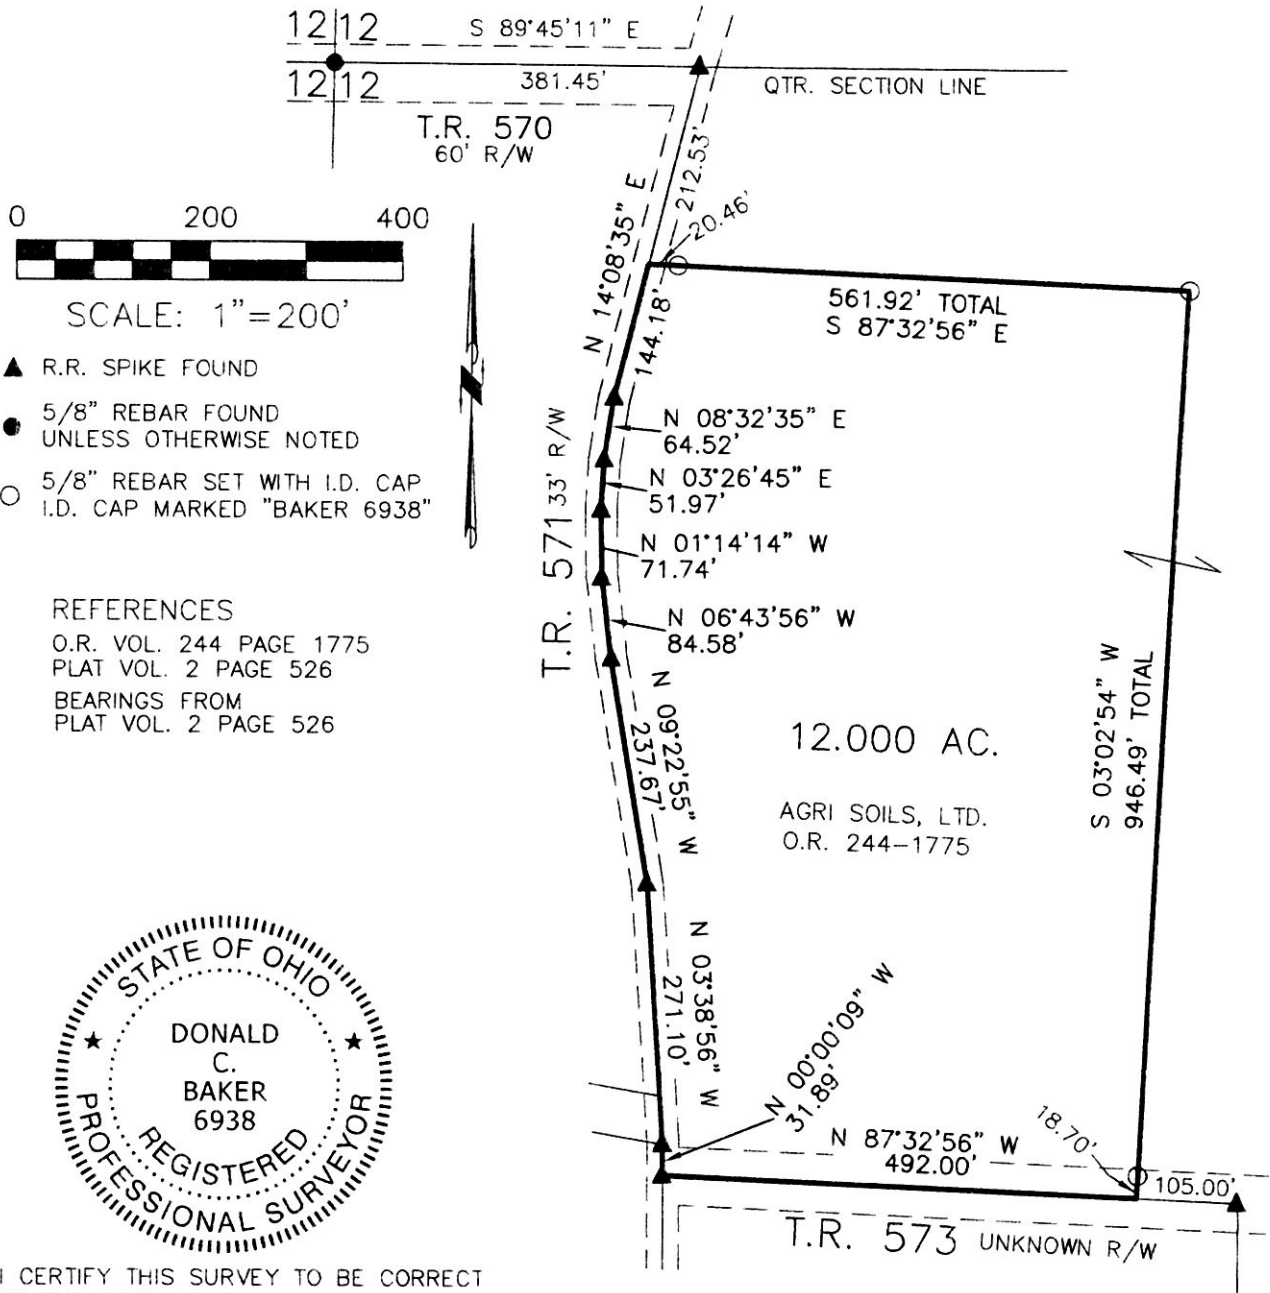 12 12
S 89°45'11" E
12 12
381.45'
QTR. SECTION LINE
T.R. 570
60' R/W
212.53'
20.46'
0 200 400
SCALE: 1"=200'
N 14°08'35" E
144.18'
561.92' TOTAL
S 87°32'56" E
R.R. SPIKE FOUND
5/8" REBAR FOUND
UNLESS OTHERWISE NOTED
5/8" REBAR SET WITH I.D. CAP
I.D. CAP MARKED "BAKER 6938"
N 08°32'35" E
64.52'
N 03°26'45" E
51.97'
T.R. 571 33' R/W
N 01°14'14" W
71.74'
N 06°43'56" W
84.58'
REFERENCES
O.R. VOL. 244 PAGE 1775
PLAT VOL. 2 PAGE 526
BEARINGS FROM
PLAT VOL. 2 PAGE 526
N 09°22'55" W
237.67'
12.000 AC.
AGRI SOILS, LTD.
O.R. 244-1775
S 03°02'54" W
946.49' TOTAL
N 03°38'56" W
271.10'
N 00°00'09" W
31.89'
N 87°32'56" W
492.00'
18.70'
105.00'
T.R. 573 UNKNOWN R/W
STATE OF OHIO
DONALD
C.
BAKER
6938
REGISTERED
PROFESSIONAL SURVEYOR
I CERTIFY THIS SURVEY TO BE CORRECT